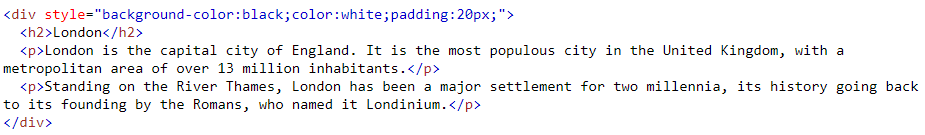 <div style="background-color:black;color:white;padding:20px;">
  <h2>London</h2>
  <p>London is the capital city of England. It is the most populous city in the United Kingdom, with a
metropolitan area of over 13 million inhabitants.</p>
  <p>Standing on the River Thames, London has been a major settlement for two millennia, its history going back
to its founding by the Romans, who named it Londinium.</p>
</div>